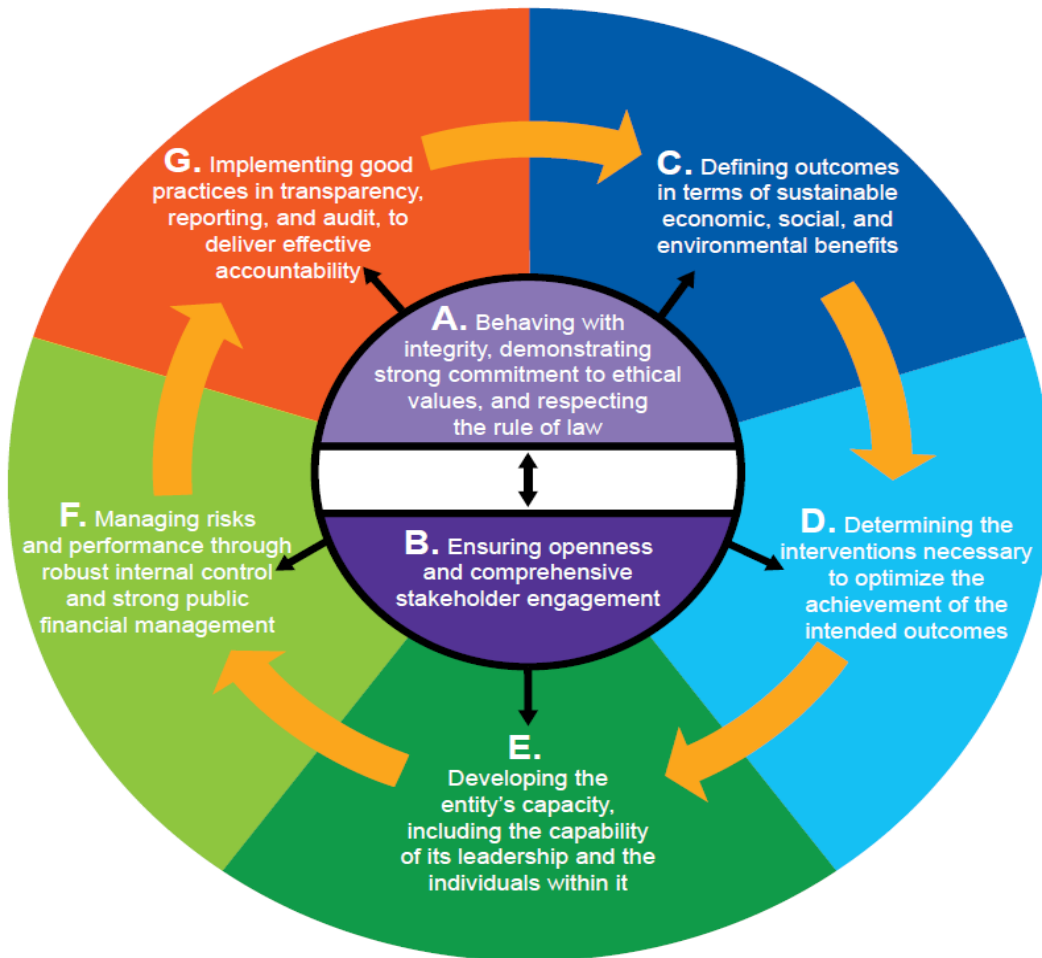 A. Behaving with
integrity, demonstrating
strong commitment to ethical
values, and respecting
the rule of law
B. Ensuring openness
and comprehensive
stakeholder engagement
C. Defining outcomes
in terms of sustainable
economic, social, and
environmental benefits
D. Determining the
interventions necessary
to optimize the
achievement of the
intended outcomes
E.
Developing the
entity's capacity,
including the capability
of its leadership and the
individuals within it
F. Managing risks
and performance through
robust internal control
and strong public
financial management
G. Implementing good
practices in transparency,
reporting, and audit, to
deliver effective
accountability